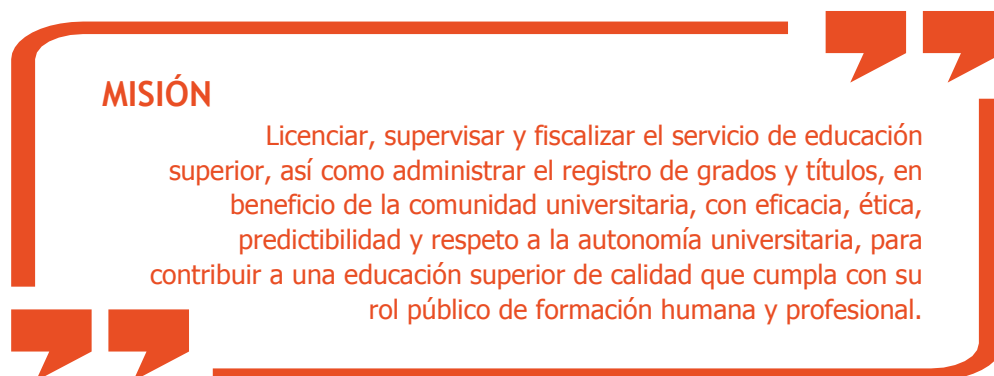 MISIÓN
Licenciar, supervisar y fiscalizar el servicio de educación
superior, así como administrar el registro de grados y títulos, en
beneficio de la comunidad universitaria, con eficacia, ética,
predictibilidad y respeto a la autonomía universitaria, para
contribuir a una educación superior de calidad que cumpla con su
rol público de formación humana y profesional.